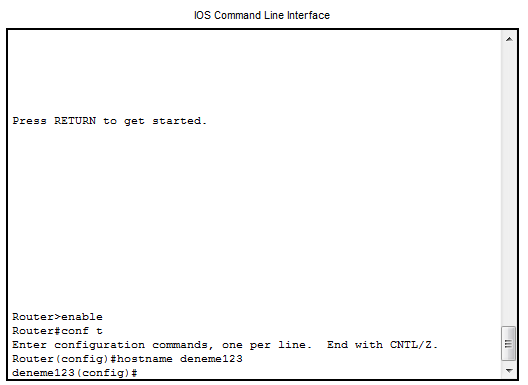 IOS Command Line Interface
Press RETURN to get started.
Router>enable
Router#conf t
Enter configuration commands, one per line.  End with CNTL/Z.
Router(config)#hostname deneme123
deneme123(config)#